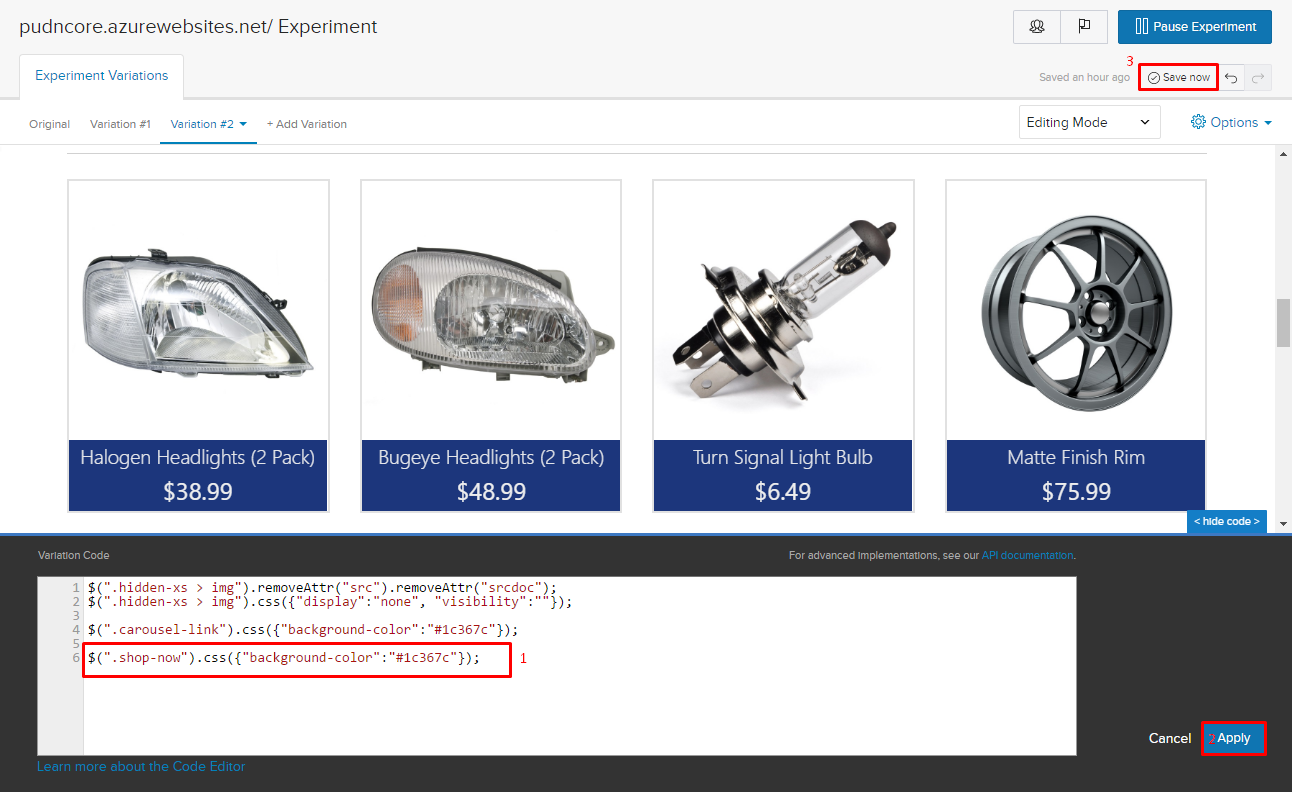 pudncore.azurewebsites.net/ Experiment
Pause Experiment
Experiment Variations
3
Saved an hour ago
Save now
Original
Variation #1
Variation #2
+ Add Variation
Editing Mode
Options
Halogen Headlights (2 Pack)
$38.99
Bugeye Headlights (2 Pack)
$48.99
Turn Signal Light Bulb
$6.49
Matte Finish Rim
$75.99
< hide code >
Variation Code
For advanced implementations, see our API documentation.
1 $(".hidden-xs > img").removeAttr("src").removeAttr("srcdoc");
2 $(".hidden-xs > img").css({"display":"none", "visibility":""});
3
4 $(".carousel-link").css({"background-color":"#1c367c"});
5
6 $(".shop-now").css({"background-color":"#1c367c"});
1
Cancel
2 Apply
Learn more about the Code Editor